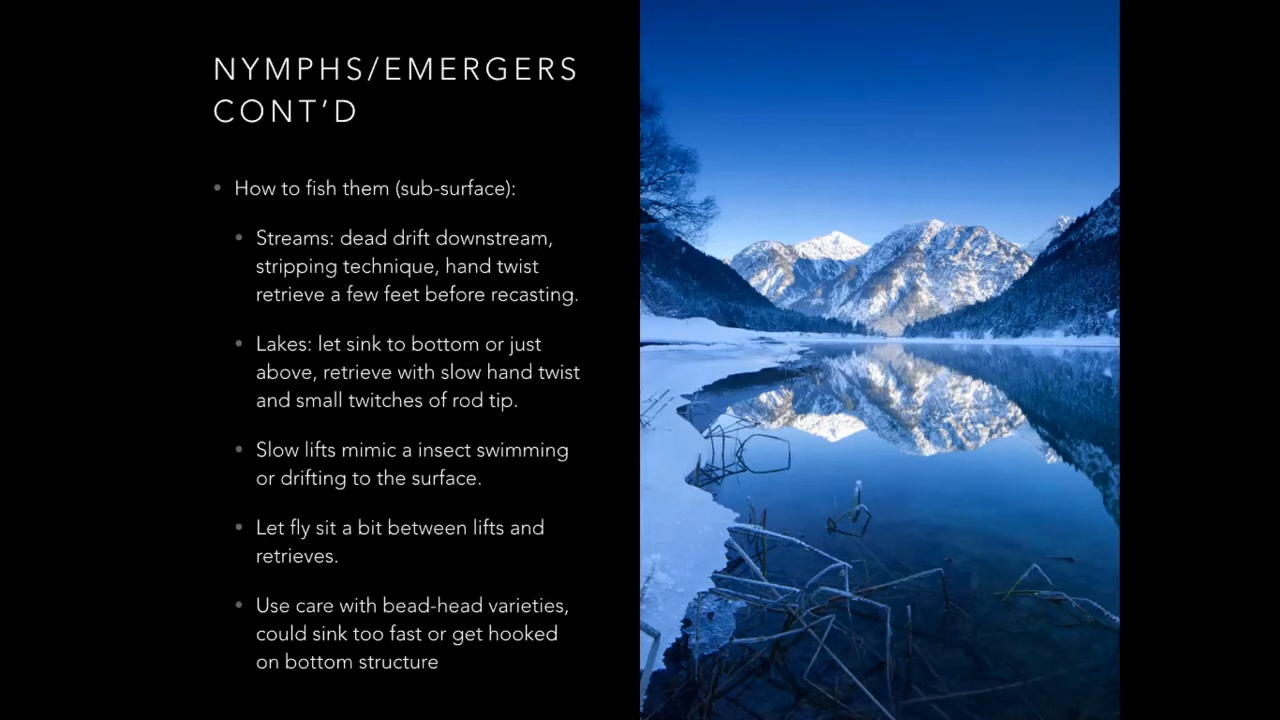 NYMPHS/EMERGERS
CONT’D
• How to fish them (sub-surface):
• Streams: dead drift downstream,
stripping technique, hand twist
retrieve a few feet before recasting.
• Lakes: let sink to bottom or just
above, retrieve with slow hand twist
and small twitches of rod tip.
• Slow lifts mimic a insect swimming
or drifting to the surface.
• Let fly sit a bit between lifts and
retrieves.
• Use care with bead-head varieties,
could sink too fast or get hooked
on bottom structure